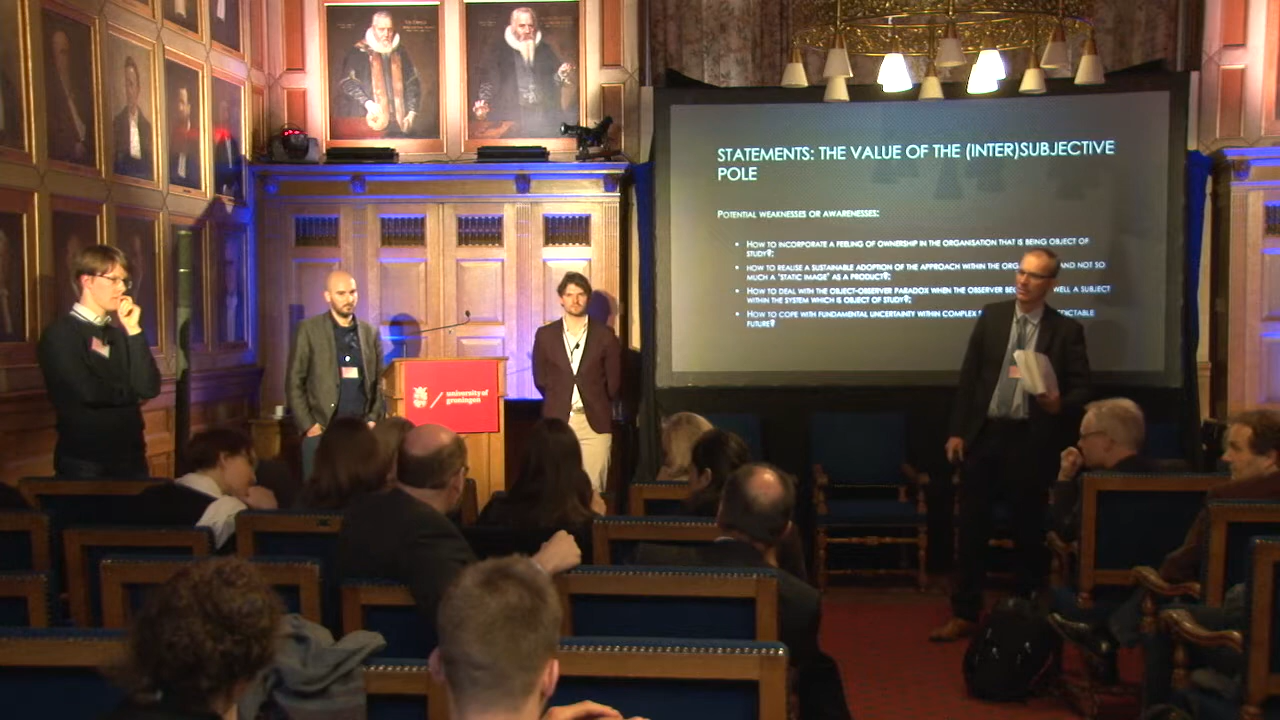 STATEMENTS: THE VALUE OF THE (INTER)SUBJECTIVE
POLE
POTENTIAL WEAKNESSES OR AWARENESSES:
• HOW TO INCORPORATE A FEELING OF OWNERSHIP IN THE ORGANISATION THAT IS BEING OBJECT OF
STUDY?;
• HOW TO REALISE A SUSTAINABLE ADOPTION OF THE APPROACH WITHIN THE AND NOT SO
MUCH A "STATIC IMAGE" AS A PRODUCT?;
• HOW TO DEAL WITH THE OBJECT-OBSERVER PARADOX WHEN THE OBSERVER WELL A SUBJECT
WITHIN THE SYSTEM WHICH IS OBJECT OF STUDY?;
• HOW TO COPE WITH FUNDAMENTAL UNCERTAINTY WITHIN COMPLEX
FUTURE?
university of
groningen